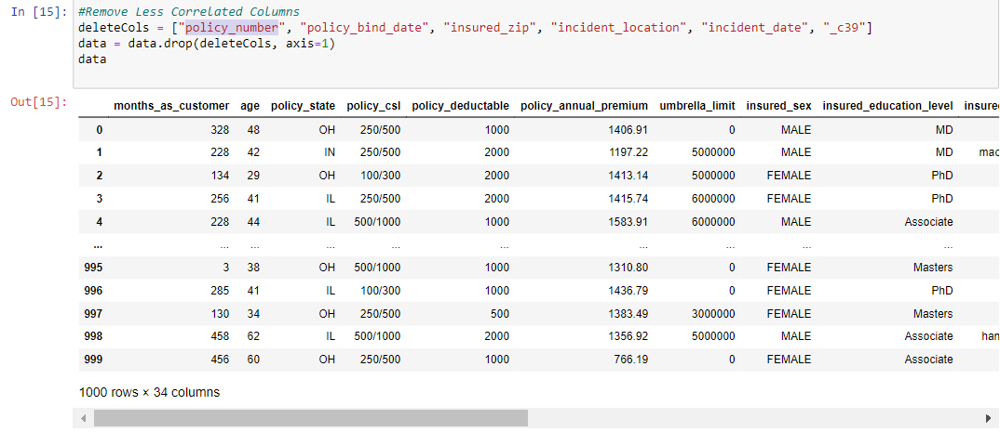 In [15]: #Remove Less Correlated Columns
deleteCols = ["policy_number", "policy_bind_date", "insured_zip", "incident_location", "incident_date", "_c39"]
data = data.drop(deleteCols, axis=1)
data
Out[15]:
months_as_customer age policy_state policy_csl policy_deductable policy_annual_premium umbrella_limit insured_sex insured_education_level insured
0 328 48 OH 250/500 1000 1406.91 0 MALE MD
1 228 42 IN 250/500 2000 1197.22 5000000 MALE MD mac
2 134 29 OH 100/300 2000 1413.14 5000000 FEMALE PhD
3 256 41 IL 250/500 2000 1415.74 6000000 FEMALE PhD
4 228 44 IL 500/1000 1000 1583.91 6000000 MALE Associate
... ... ... ... ... ... ... ... ... ...
995 3 38 OH 500/1000 1000 1310.80 0 FEMALE Masters
996 285 41 IL 100/300 1000 1436.79 0 FEMALE PhD
997 130 34 OH 250/500 500 1383.49 3000000 FEMALE Masters
998 458 62 IL 500/1000 2000 1356.92 5000000 MALE Associate han
999 456 60 OH 250/500 1000 766.19 0 FEMALE Associate
1000 rows × 34 columns